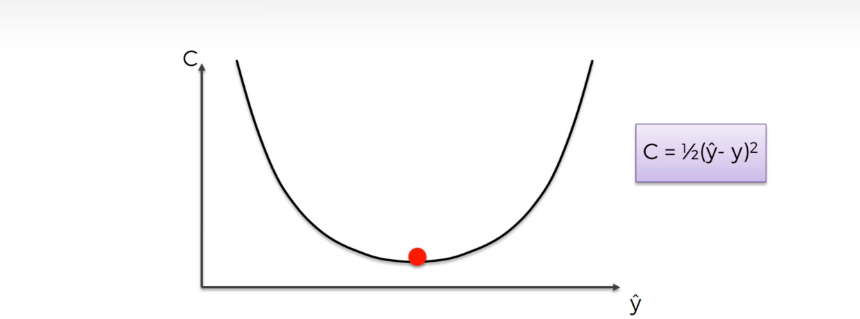 C
C = ½(ŷ- y)²
ŷ